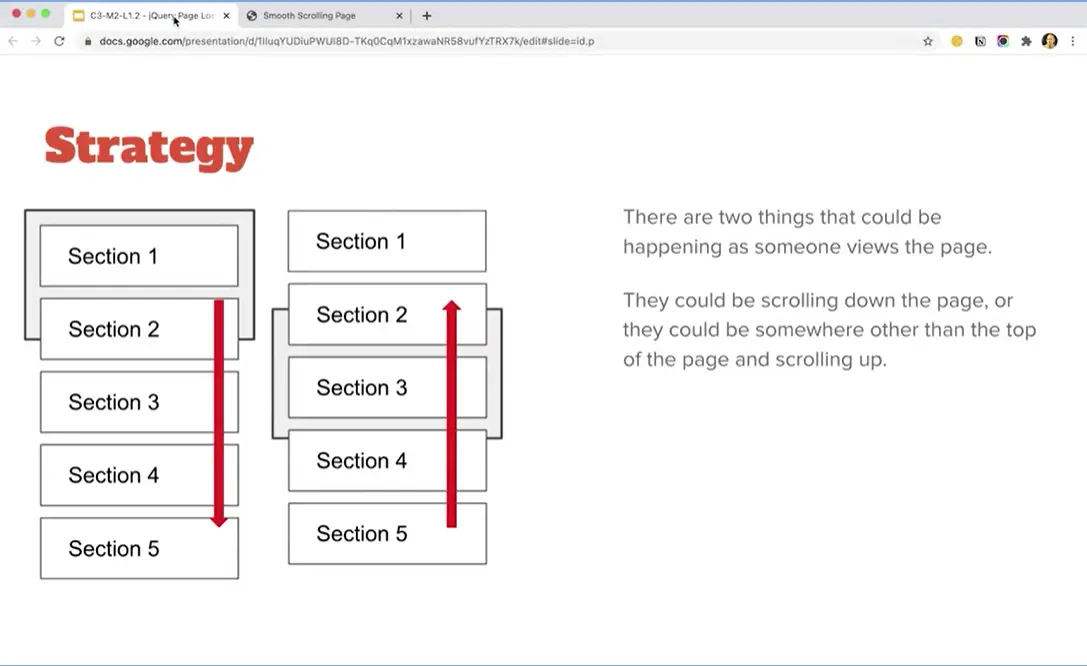 C3-M2-L1.2 - jQuery Page Loc
Smooth Scrolling Page
docs.google.com/presentation/d/1lluqYUDiuPWUl8D-TKq0CqM1xzawaNR58vufYzTRX7k/edit#slide=id.p
Strategy
Section 1
Section 2
Section 3
Section 4
Section 5
Section 1
Section 2
Section 3
Section 4
Section 5
There are two things that could be
happening as someone views the page.
They could be scrolling down the page, or
they could be somewhere other than the top
of the page and scrolling up.